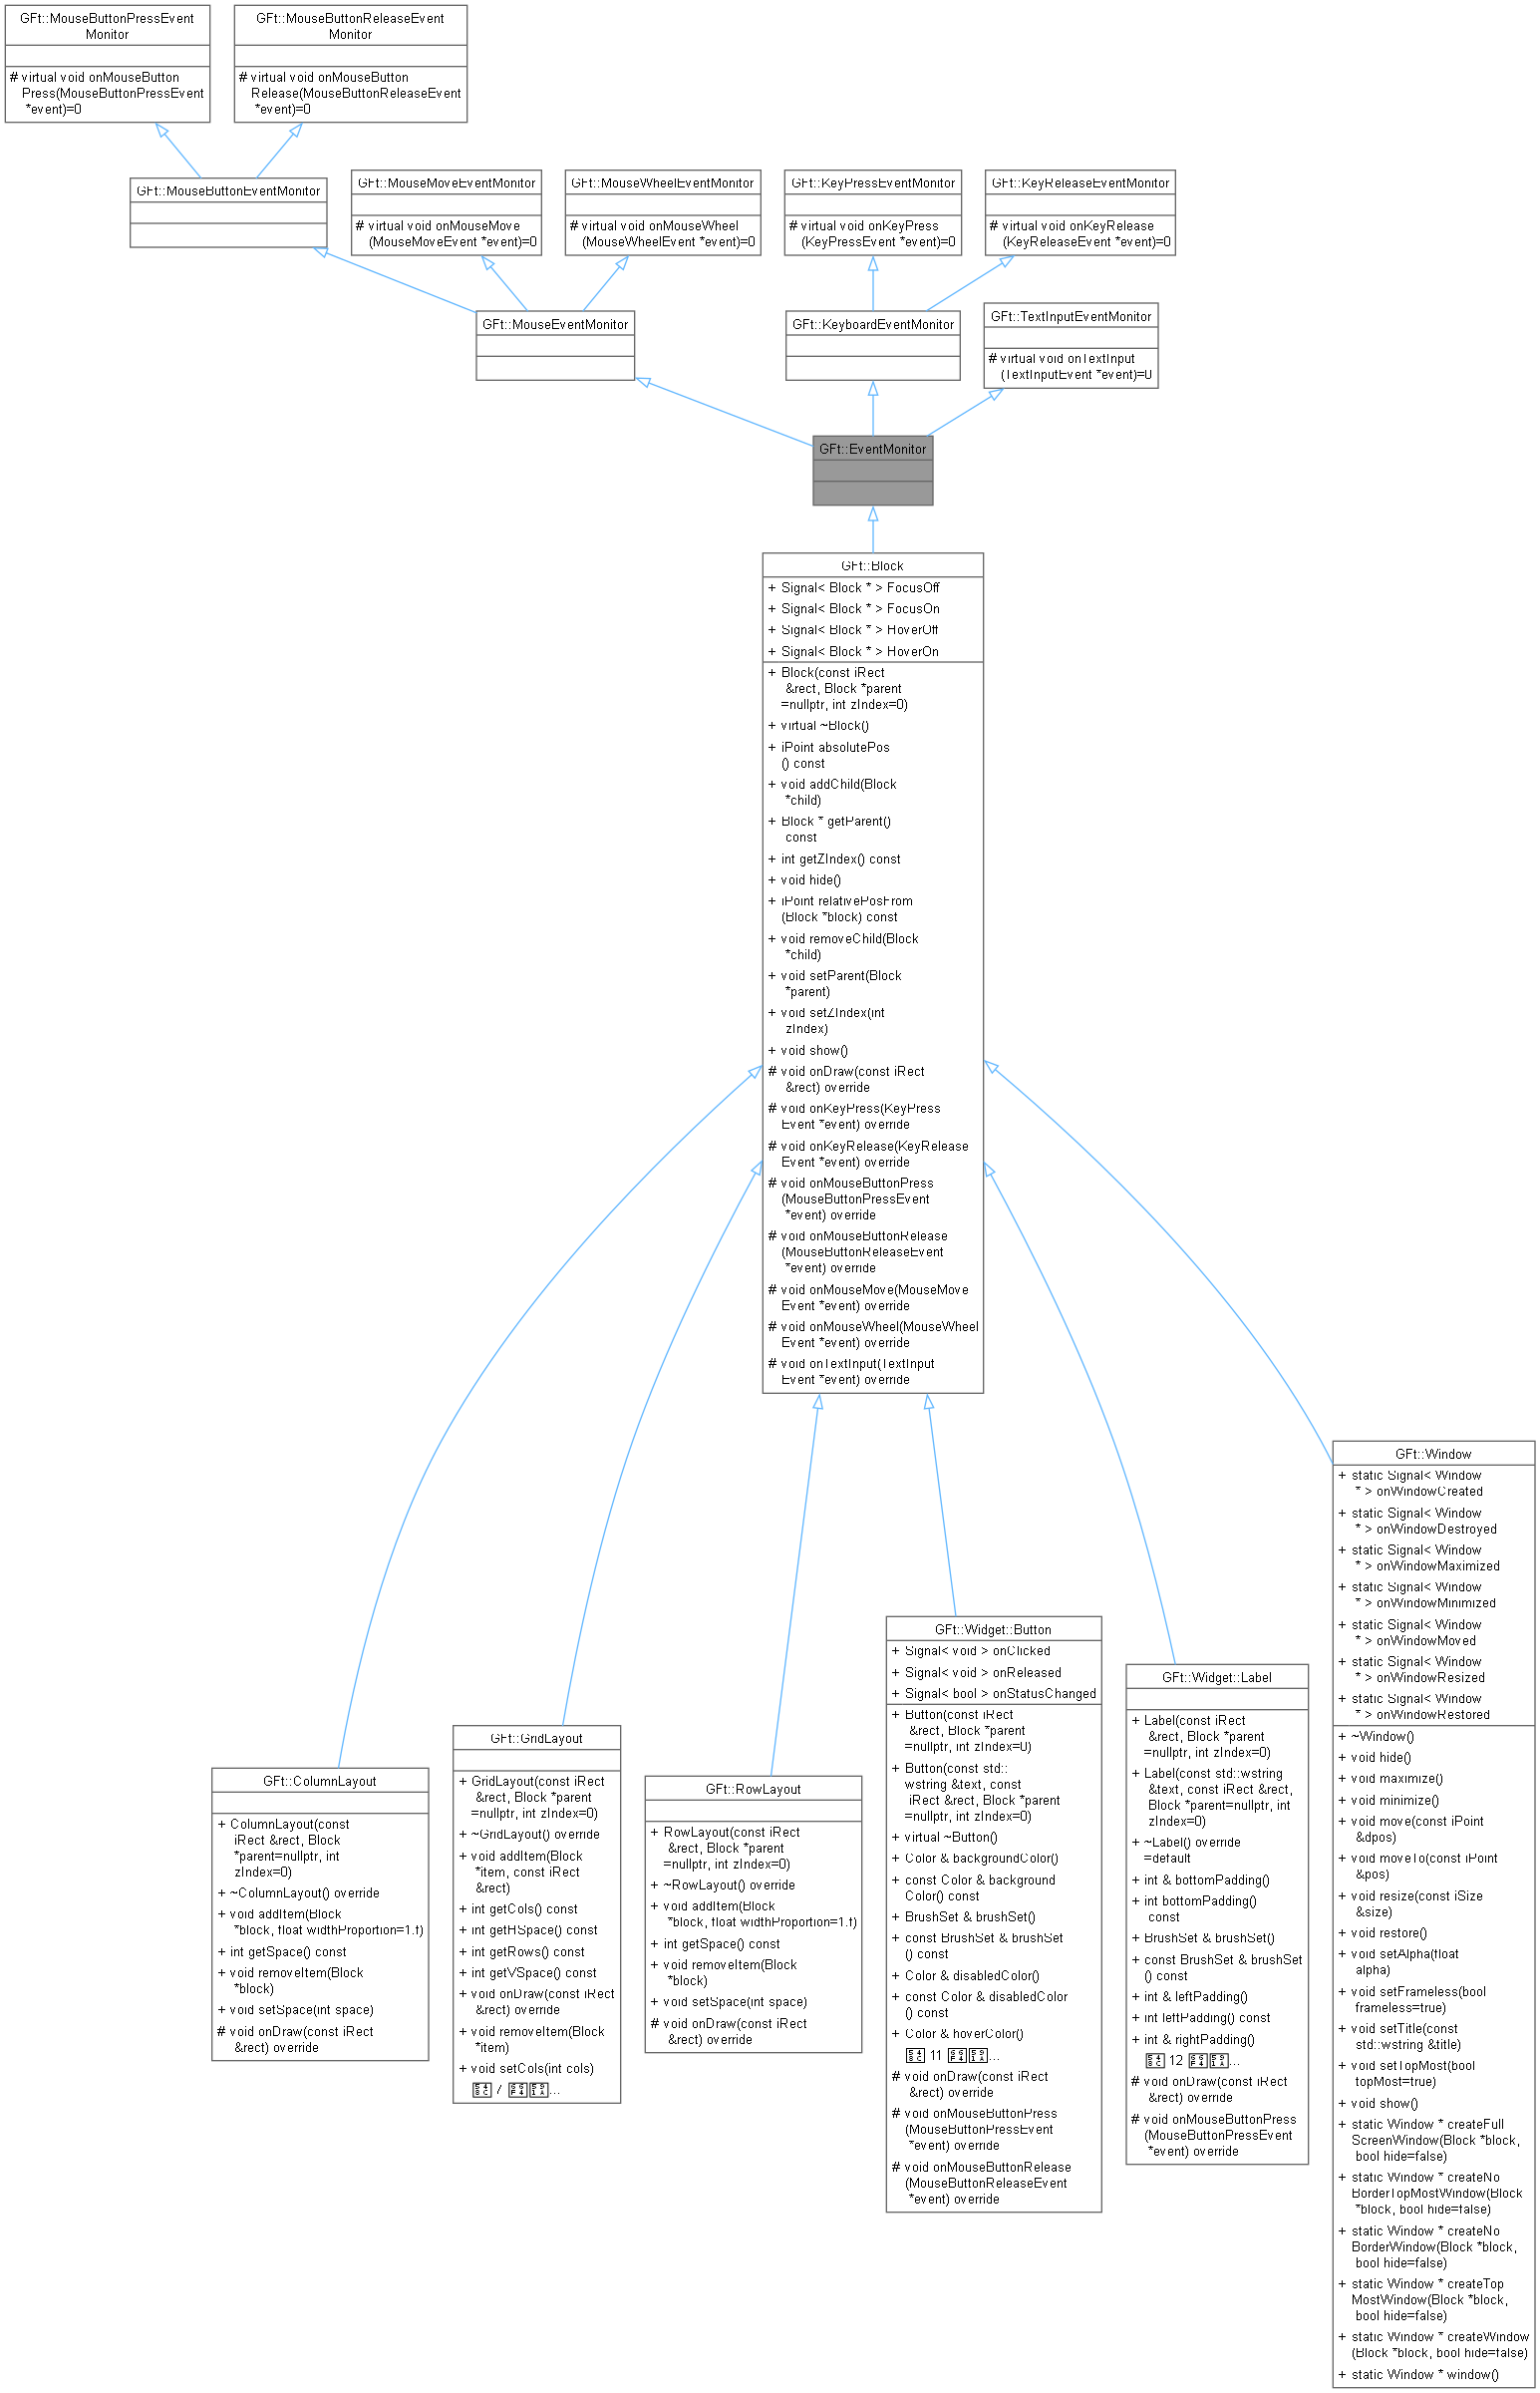 GFt::MouseButtonPressEvent
Monitor
# virtual void onMouseButton
Press(MouseButtonPressEvent
*event)=0
GFt::MouseButtonReleaseEvent
Monitor
# virtual void onMouseButton
Release(MouseButtonReleaseEvent
*event)=0
GFt::MouseButtonEventMonitor
GFt::MouseMoveEventMonitor
# virtual void onMouseMove
(MouseMoveEvent *event)=0
GFt::MouseWheelEventMonitor
# virtual void onMouseWheel
(MouseWheelEvent *event)=0
GFt::KeyPressEventMonitor
# virtual void onKeyPress
(KeyPressEvent *event)=0
GFt::KeyReleaseEventMonitor
# virtual void onKeyRelease
(KeyReleaseEvent *event)=0
GFt::MouseEventMonitor
GFt::KeyboardEventMonitor
GFt::TextInputEventMonitor
# virtual void onTextInput
(TextInputEvent *event)=0
GFt::EventMonitor
GFt::Block
+ Signal< Block * > FocusOff
+ Signal< Block * > FocusOn
+ Signal< Block * > HoverOff
+ Signal< Block * > HoverOn
+ Block(const iRect
&rect, Block *parent
=nullptr, int zIndex=0)
+ virtual ~Block()
+ iPoint absolutePos
() const
+ void addChild(Block
*child)
+ Block * getParent()
const
+ int getZIndex() const
+ void hide()
+ iPoint relativePosFrom
(Block *block) const
+ void removeChild(Block
*child)
+ void setParent(Block
*parent)
+ void setZIndex(int
zIndex)
+ void show()
# void onDraw(const iRect
&rect) override
# void onKeyPress(KeyPress
Event *event) override
# void onKeyRelease(KeyRelease
Event *event) override
# void onMouseButtonPress
(MouseButtonPressEvent
*event) override
# void onMouseButtonRelease
(MouseButtonReleaseEvent
*event) override
# void onMouseMove(MouseMove
Event *event) override
# void onMouseWheel(MouseWheel
Event *event) override
# void onTextInput(TextInput
Event *event) override
GFt::ColumnLayout
+ ColumnLayout(const
iRect &rect, Block
*parent=nullptr, int
zIndex=0)
+ ~ColumnLayout() override
+ void addItem(Block
*block, float widthProportion=1.f)
+ int getSpace() const
+ void removeItem(Block
*block)
+ void setSpace(int space)
# void onDraw(const iRect
&rect) override
GFt::GridLayout
+ GridLayout(const iRect
&rect, Block *parent
=nullptr, int zIndex=0)
+ ~GridLayout() override
+ void addItem(Block
*item, const iRect
&rect)
+ int getCols() const
+ int getHSpace() const
+ int getRows() const
+ int getVSpace() const
+ void onDraw(const iRect
&rect) override
+ void removeItem(Block
*item)
+ void setCols(int cols)
7 ...
GFt::RowLayout
+ RowLayout(const iRect
&rect, Block *parent
=nullptr, int zIndex=0)
+ ~RowLayout() override
+ void addItem(Block
*block, float widthProportion=1.f)
+ int getSpace() const
+ void removeItem(Block
*block)
+ void setSpace(int space)
# void onDraw(const iRect
&rect) override
GFt::Widget::Button
+ Signal< void > onClicked
+ Signal< void > onReleased
+ Signal< bool > onStatusChanged
+ Button(const iRect
&rect, Block *parent
=nullptr, int zIndex=0)
+ Button(const std::
wstring &text, const
iRect &rect, Block *parent
=nullptr, int zIndex=0)
+ virtual ~Button()
+ Color & backgroundColor()
+ const Color & background
Color() const
+ BrushSet & brushSet()
+ const BrushSet & brushSet
() const
+ Color & disabledColor()
+ const Color & disabledColor
() const
+ Color & hoverColor()
11 ...
# void onDraw(const iRect
&rect) override
# void onMouseButtonPress
(MouseButtonPressEvent
*event) override
# void onMouseButtonRelease
(MouseButtonReleaseEvent
*event) override
GFt::Widget::Label
+ Label(const iRect
&rect, Block *parent
=nullptr, int zIndex=0)
+ Label(const std::wstring
&text, const iRect &rect,
Block *parent=nullptr, int
zIndex=0)
+ ~Label() override
=default
+ int & bottomPadding()
+ int bottomPadding()
const
+ BrushSet & brushSet()
+ const BrushSet & brushSet
() const
+ int & leftPadding()
+ int leftPadding() const
+ int & rightPadding()
12 ...
# void onDraw(const iRect
&rect) override
# void onMouseButtonPress
(MouseButtonPressEvent
*event) override
GFt::Window
+ static Signal< Window
* > onWindowCreated
+ static Signal< Window
* > onWindowDestroyed
+ static Signal< Window
* > onWindowMaximized
+ static Signal< Window
* > onWindowMinimized
+ static Signal< Window
* > onWindowMoved
+ static Signal< Window
* > onWindowResized
+ static Signal< Window
* > onWindowRestored
+ ~Window()
+ void hide()
+ void maximize()
+ void minimize()
+ void move(const iPoint
&dpos)
+ void moveTo(const iPoint
&pos)
+ void resize(const iSize
&size)
+ void restore()
+ void setAlpha(float
alpha)
+ void setFrameless(bool
frameless=true)
+ void setTitle(const
std::wstring &title)
+ void setTopMost(bool
topMost=true)
+ void show()
+ static Window * createFull
ScreenWindow(Block *block,
bool hide=false)
+ static Window * createNo
BorderTopMostWindow(Block
*block, bool hide=false)
+ static Window * createNo
BorderWindow(Block *block,
bool hide=false)
+ static Window * createTop
MostWindow(Block *block,
bool hide=false)
+ static Window * createWindow
(Block *block, bool hide=false)
+ static Window * window()